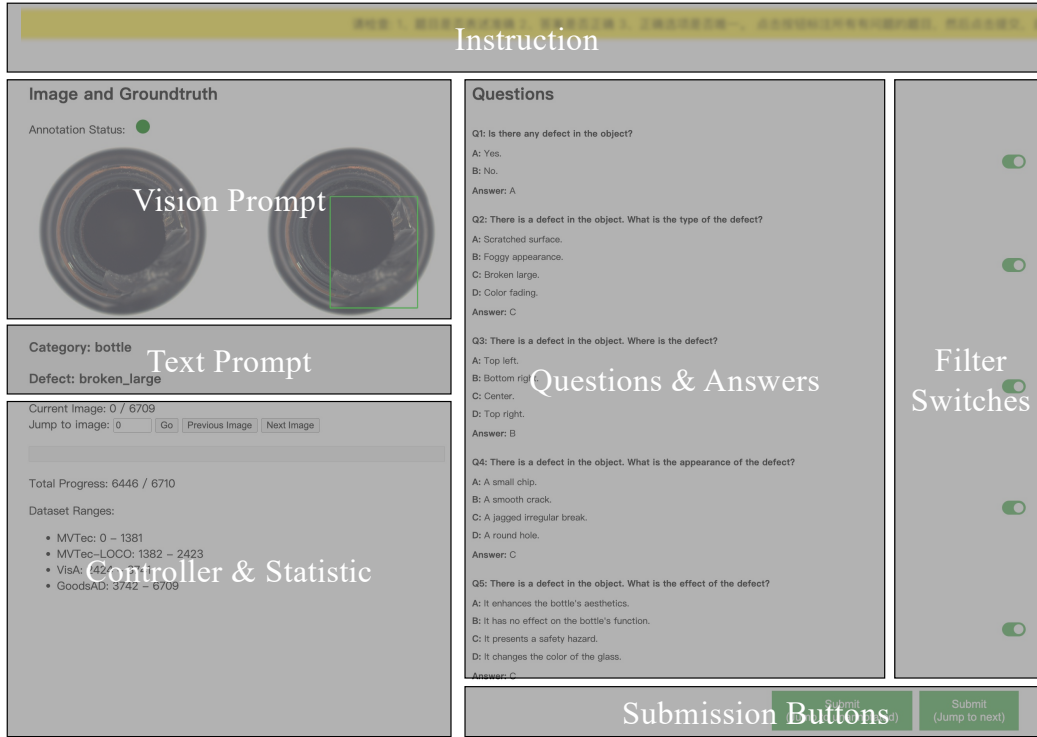 Instruction
Image and Groundtruth
Annotation Status:
Vision Prompt
Category: bottle
Text Prompt
Defect: broken_large
Current Image: 0 / 6709
Jump to image: 0 Go Previous Image Next Image
Total Progress: 6446 / 6710
Dataset Ranges:
• MVTec: 0 – 1381
• MVTec–LOCO: 1382 – 2423
• VisA: 2424
• GoodsAD: 3742 – 6709
Controller & Statistic
Questions
Q1: Is there any defect in the object?
A: Yes.
B: No.
Answer: A
Q2: There is a defect in the object. What is the type of the defect?
A: Scratched surface.
B: Foggy appearance.
C: Broken large.
D: Color fading.
Answer: C
Q3: There is a defect in the object. Where is the defect?
A: Top left.
B: Bottom right.
C: Center.
D: Top right.
Answer: B
Questions & Answers
Q4: There is a defect in the object. What is the appearance of the defect?
A: A small chip.
B: A smooth crack.
C: A jagged irregular break.
D: A round hole.
Answer: C
Q5: There is a defect in the object. What is the effect of the defect?
A: It enhances the bottle's aesthetics.
B: It has no effect on the bottle's function.
C: It presents a safety hazard.
D: It changes the color of the glass.
Answer: C
Filter
Switches
Submission Buttons
Submit
Submit
(Jump to next)